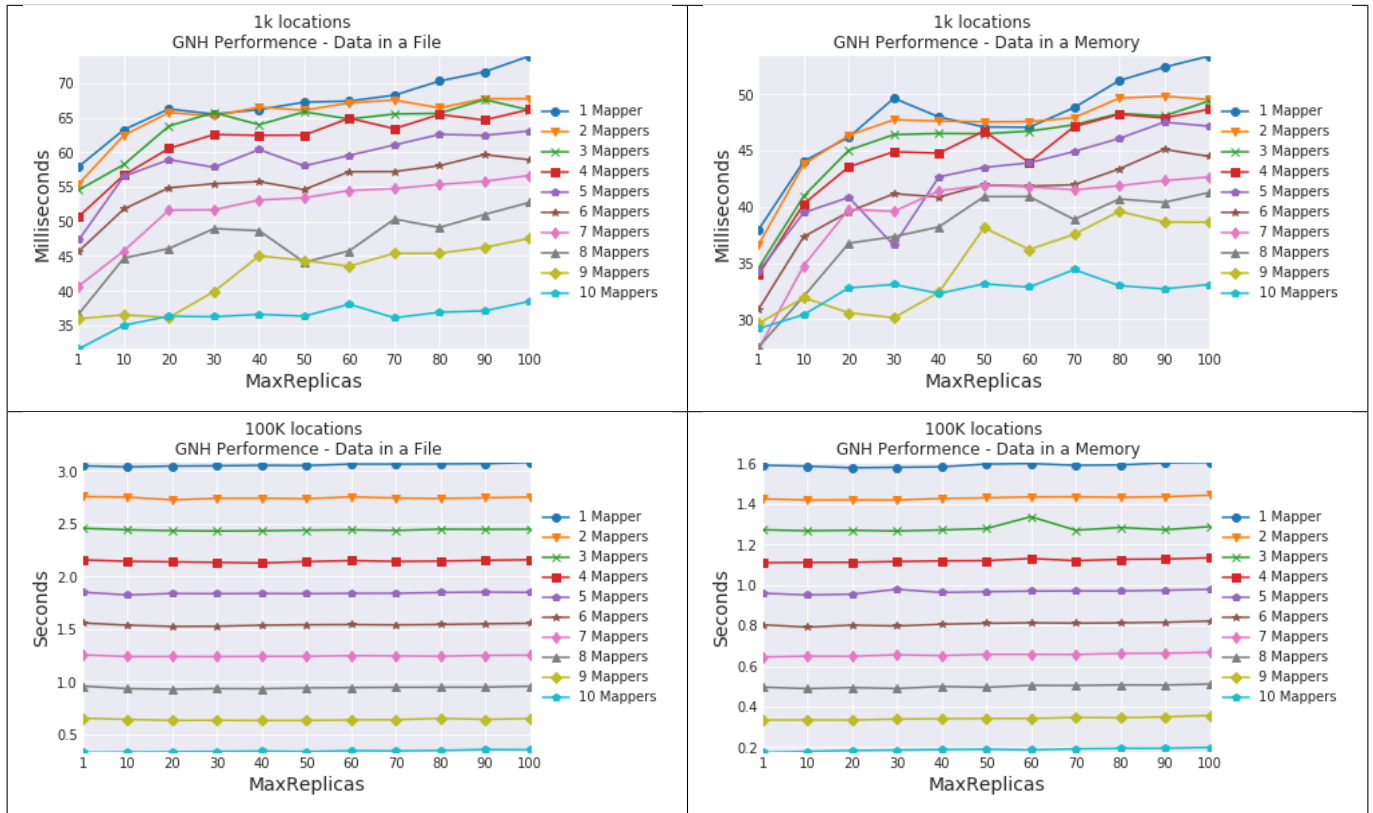 1k locations
GNH Performence - Data in a File
70
65
60
55
50
45
40
35
Milliseconds
1 10 20 30 40 50 60 70 80 90 100
MaxReplicas
1 Mapper
2 Mappers
3 Mappers
4 Mappers
5 Mappers
6 Mappers
7 Mappers
8 Mappers
9 Mappers
10 Mappers
1k locations
GNH Performence - Data in a Memory
50
45
40
35
30
Milliseconds
1 10 20 30 40 50 60 70 80 90 100
MaxReplicas
1 Mapper
2 Mappers
3 Mappers
4 Mappers
5 Mappers
6 Mappers
7 Mappers
8 Mappers
9 Mappers
10 Mappers
100K locations
GNH Performence - Data in a File
3.0
2.5
2.0
1.5
1.0
0.5
Seconds
1 10 20 30 40 50 60 70 80 90 100
MaxReplicas
1 Mapper
2 Mappers
3 Mappers
4 Mappers
5 Mappers
6 Mappers
7 Mappers
8 Mappers
9 Mappers
10 Mappers
100K locations
GNH Performence - Data in a Memory
1.6
1.4
1.2
1.0
0.8
0.6
0.4
0.2
Seconds
1 10 20 30 40 50 60 70 80 90 100
MaxReplicas
1 Mapper
2 Mappers
3 Mappers
4 Mappers
5 Mappers
6 Mappers
7 Mappers
8 Mappers
9 Mappers
10 Mappers